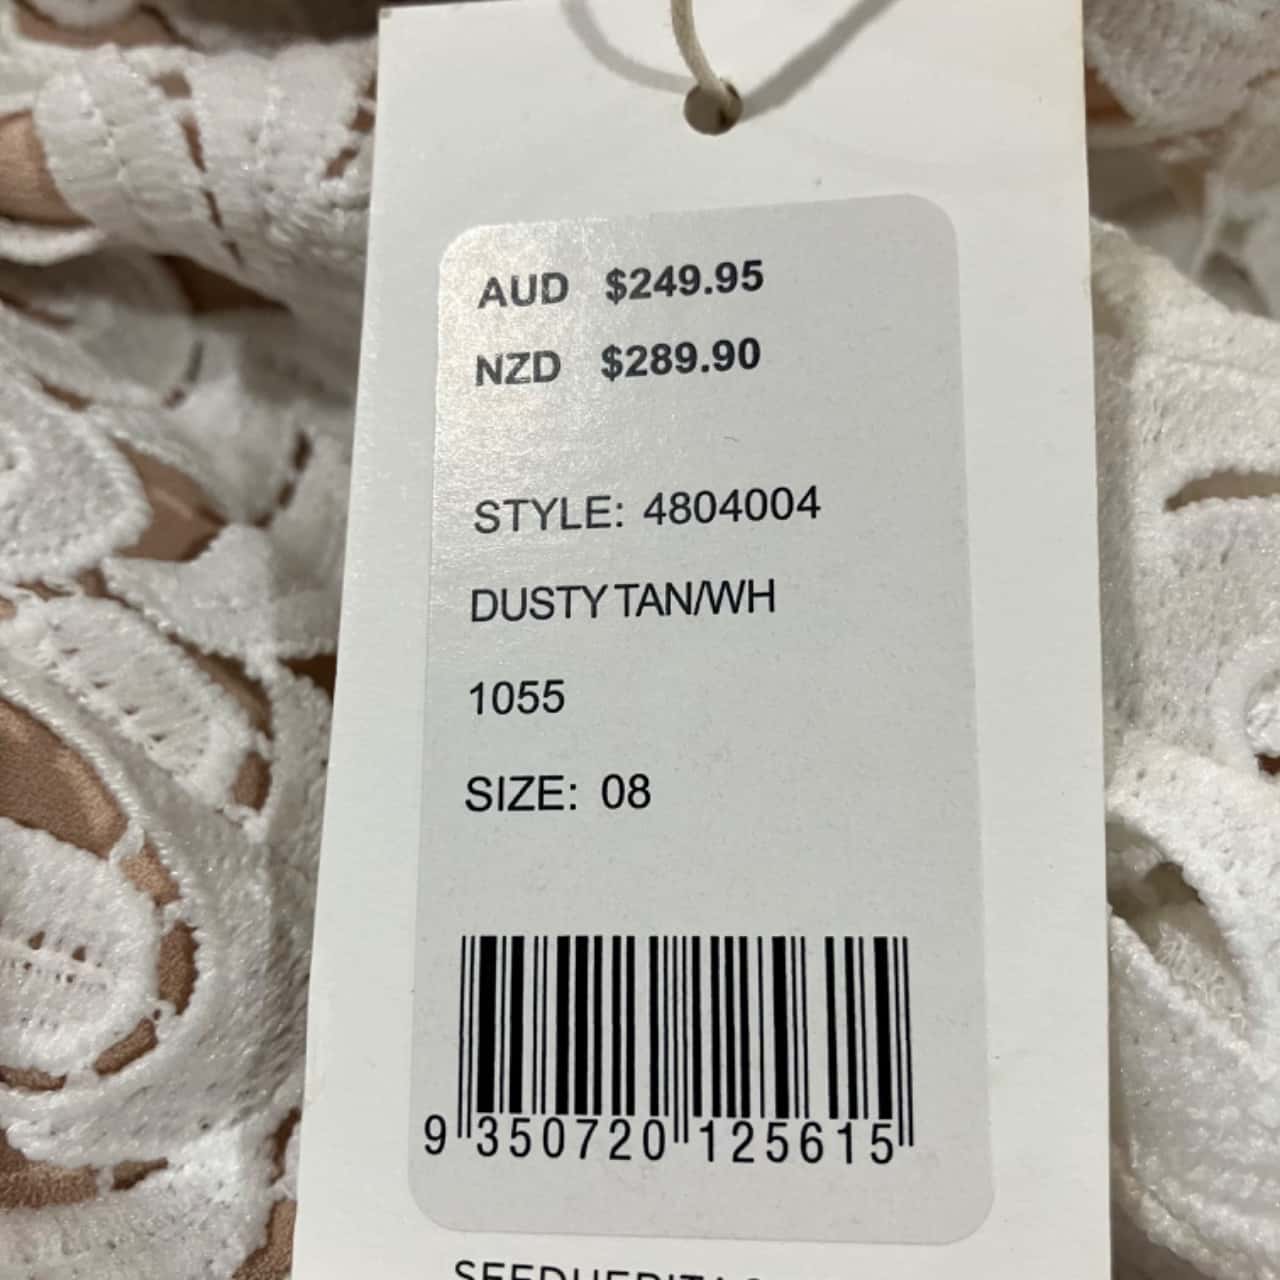 AUD $249.95
NZD $289.90
STYLE: 4804004
DUSTY TAN/WH
1055
SIZE: 08
9 350720 125615